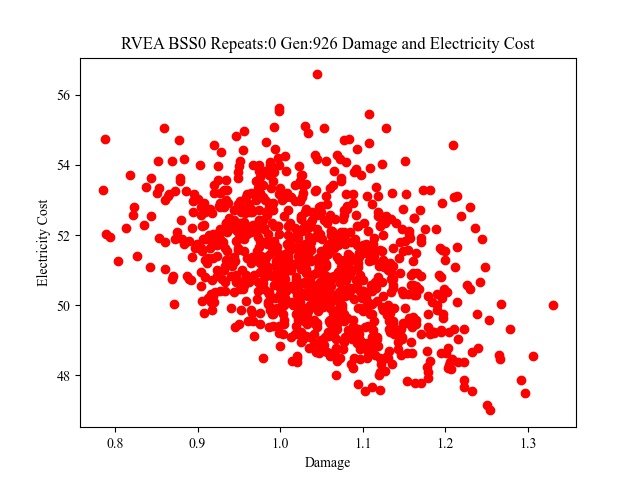 RVEA BSS0 Repeats:0 Gen:926 Damage and Electricity Cost
56
54
52
50
48
Electricity Cost
0.8 0.9 1.0 1.1 1.2 1.3
Damage